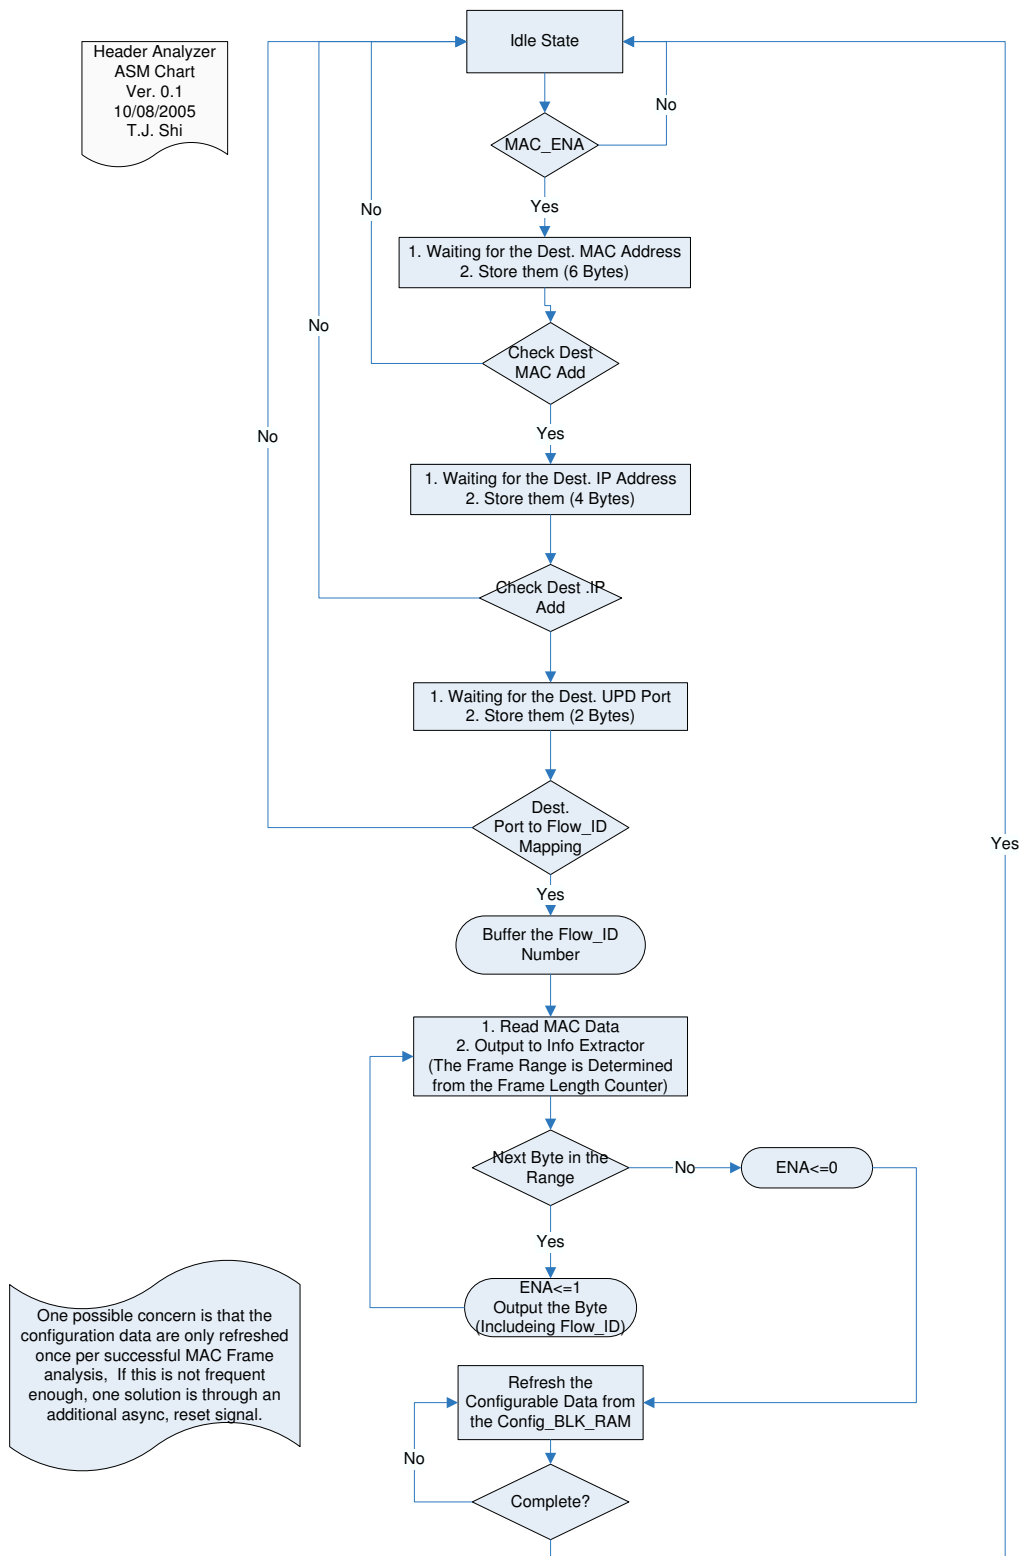 Idle State
Header Analyzer
ASM Chart
Ver. 0.1
10/08/2005
T.J. Shi
No
MAC_ENA
Yes
No
1. Waiting for the Dest. MAC Address
2. Store them (6 Bytes)
No
Check Dest
MAC Add
Yes
No
1. Waiting for the Dest. IP Address
2. Store them (4 Bytes)
Check Dest .IP
Add
1. Waiting for the Dest. UPD Port
2. Store them (2 Bytes)
Dest.
Port to Flow_ID
Mapping
Yes
Yes
Buffer the Flow_ID
Number
1. Read MAC Data
2. Output to Info Extractor
(The Frame Range is Determined
from the Frame Length Counter)
Next Byte in the
Range
No
ENA<=0
Yes
ENA<=1
Output the Byte
(Includeing Flow_ID)
One possible concern is that the
configuration data are only refreshed
once per successful MAC Frame
analysis, If this is not frequent
enough, one solution is through an
additional async, reset signal.
Refresh the
Configurable Data from
the Config_BLK_RAM
No
Complete?